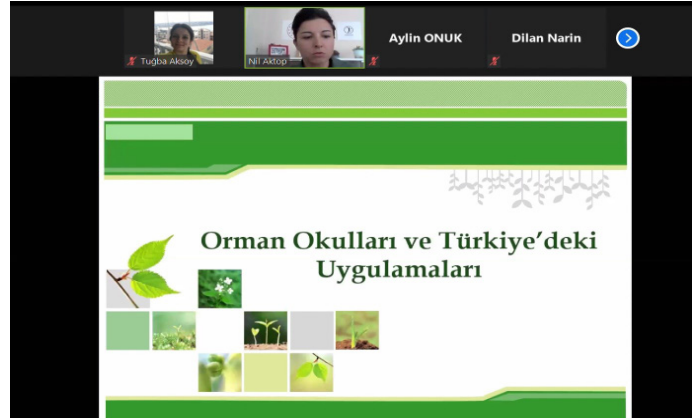 Aylin ONUK
Dilan Narin
Tuğba Aksoy
Nil Aktop
Orman Okulları ve Türkiye’deki
Uygulamaları